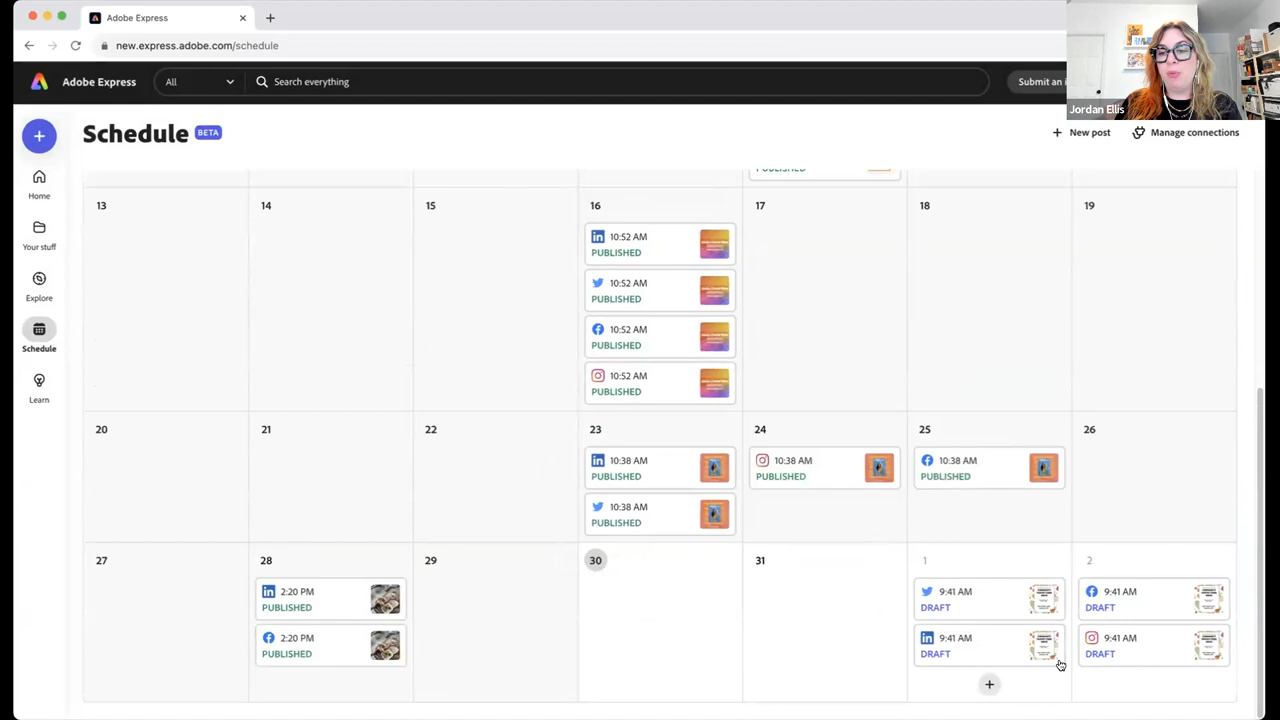 Adobe Express
new.express.adobe.com/schedule
Adobe Express
All
Search everything
Submit an i
Jordan Ellis
Schedule
BETA
New post
Manage connections
Home
Your stuff
Explore
Schedule
Learn
PUBLISHED
13
14
15
16
17
18
19
10:52 AM
PUBLISHED
10:52 AM
PUBLISHED
10:52 AM
PUBLISHED
10:52 AM
PUBLISHED
20
21
22
23
24
25
26
10:38 AM
PUBLISHED
10:38 AM
PUBLISHED
10:38 AM
PUBLISHED
10:38 AM
PUBLISHED
27
28
29
30
31
1
2
2:20 PM
PUBLISHED
2:20 PM
PUBLISHED
9:41 AM
DRAFT
9:41 AM
DRAFT
9:41 AM
DRAFT
9:41 AM
DRAFT